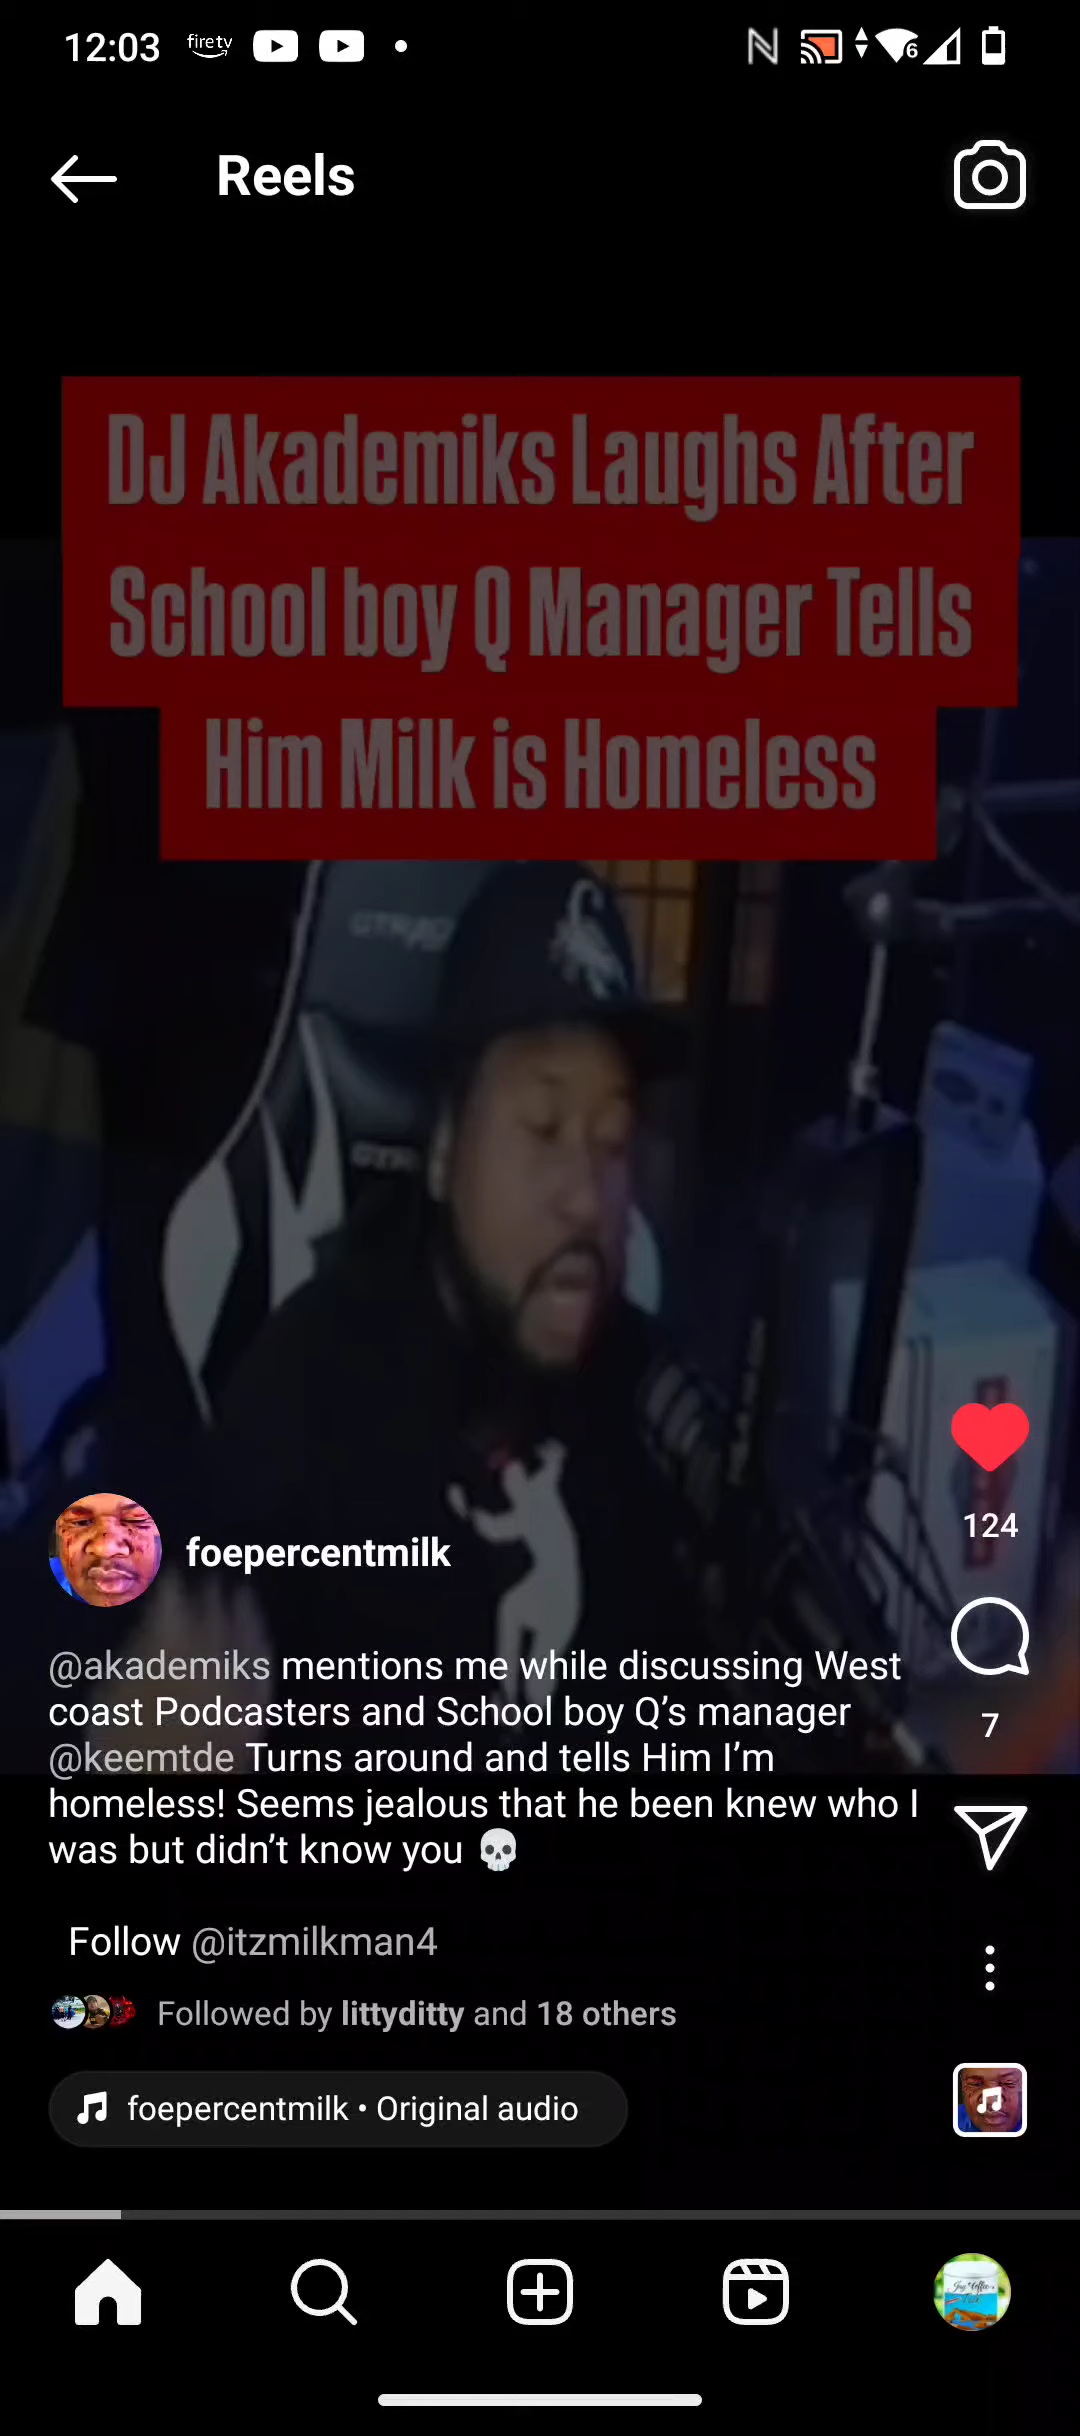 12:03
firetv
6
Reels
DJ Akademiks Laughs After
School boy Q Manager Tells
Him Milk is Homeless
124
foepercentmilk
@akademiks mentions me while discussing West
coast Podcasters and School boy Q’s manager
@keemtde Turns around and tells Him I’m
homeless! Seems jealous that he been knew who I
was but didn’t know you 💀
7
Follow @itzmilkman4
Followed by littyditty and 18 others
foepercentmilk • Original audio